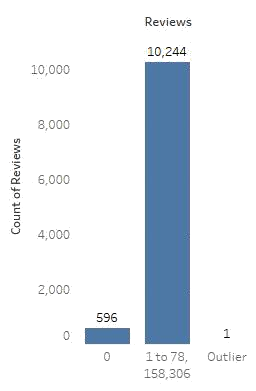 Reviews
10,244
10,000
8,000
6,000
4,000
2,000
0
Count of Reviews
596
1
0
1 to 78,
158,306
Outlier